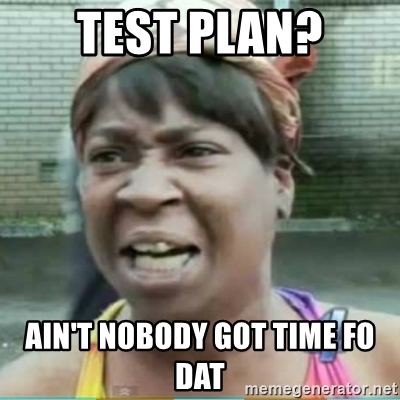 TEST PLAN?
AIN'T NOBODY GOT TIME FO
DAT
memegenerator.net